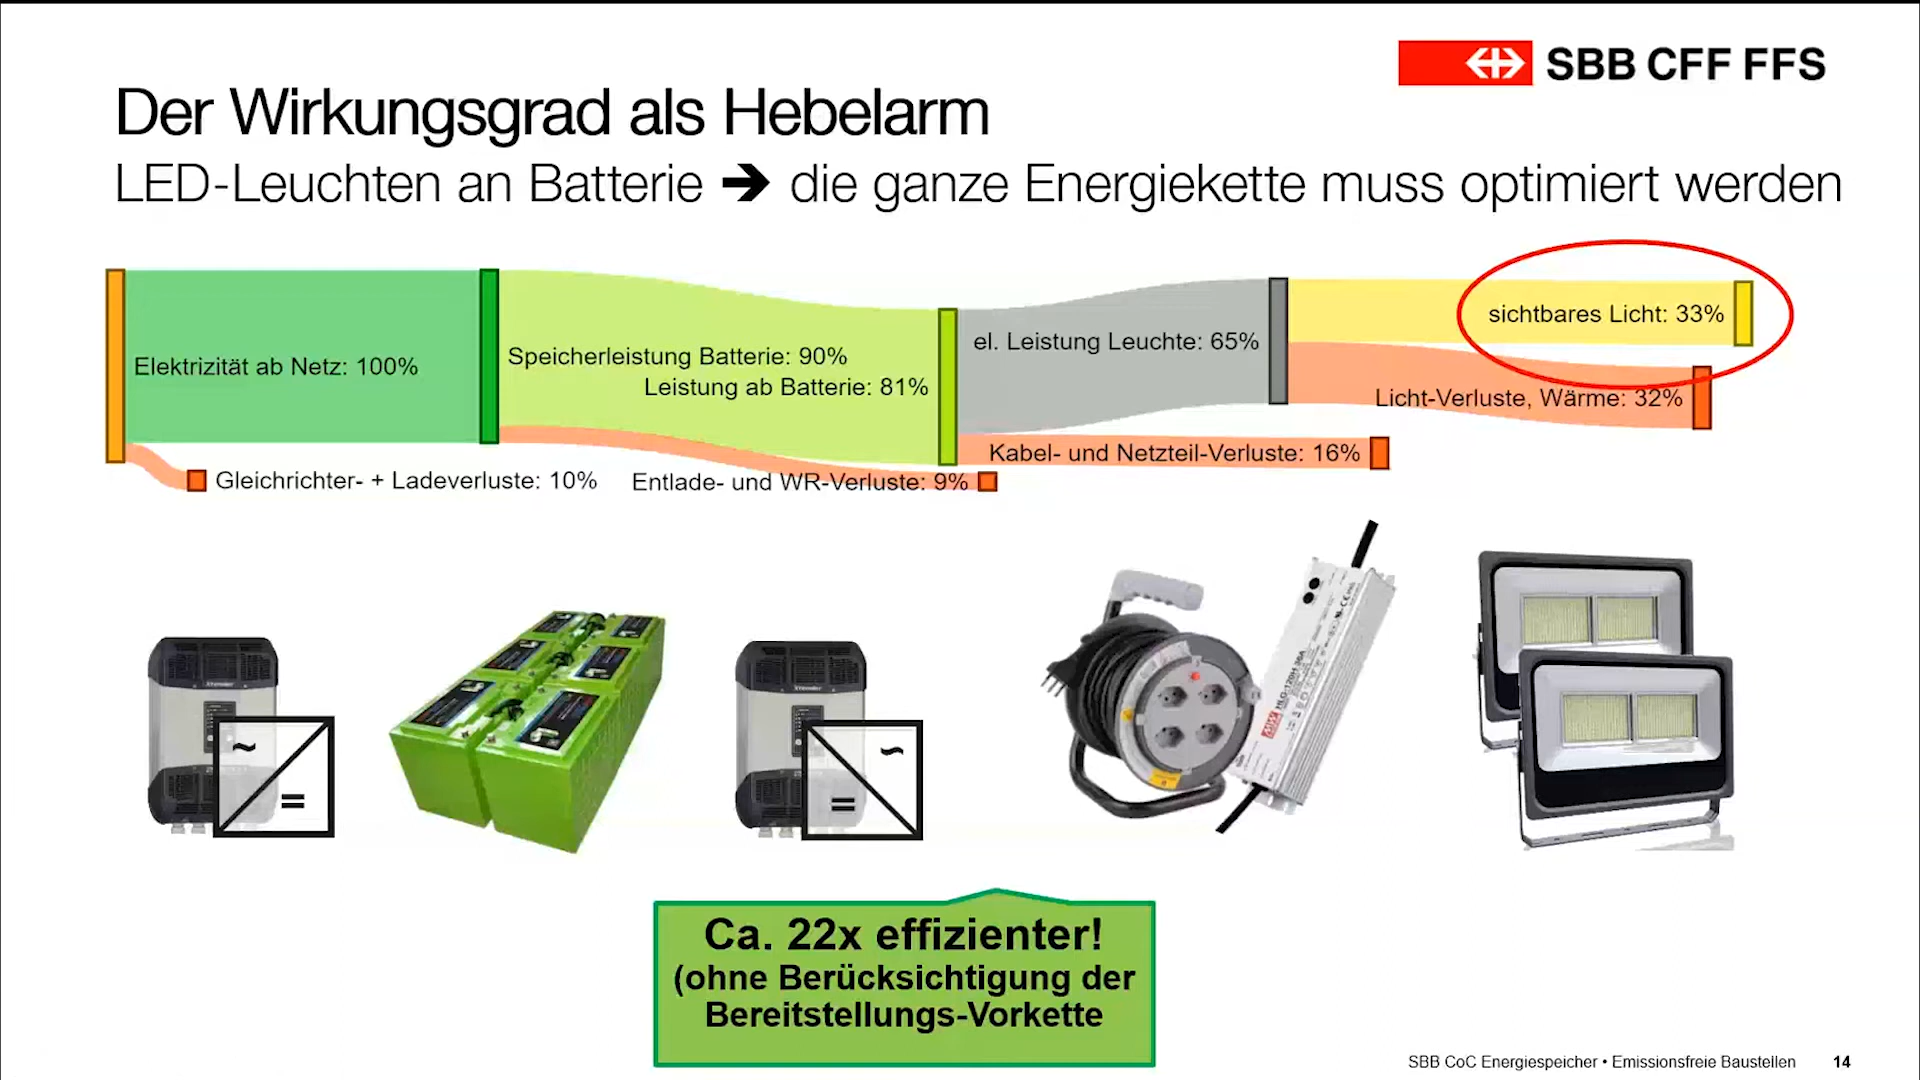 SBB CFF FFS
Der Wirkungsgrad als Hebelarm
LED-Leuchten an Batterie ➔ die ganze Energiekette muss optimiert werden
Elektrizität ab Netz: 100%
Speicherleistung Batterie: 90%
Leistung ab Batterie: 81%
el. Leistung Leuchte: 65%
sichtbares Licht: 33%
Licht-Verluste, Wärme: 32%
Kabel- und Netzteil-Verluste: 16%
Gleichrichter- + Ladeverluste: 10%
Entlade- und WR-Verluste: 9%
~
=
~
=
Ca. 22x effizienter!
(ohne Berücksichtigung der
Bereitstellungs-Vorkette
SBB CoC Energiespeicher • Emissionsfreie Baustellen 14